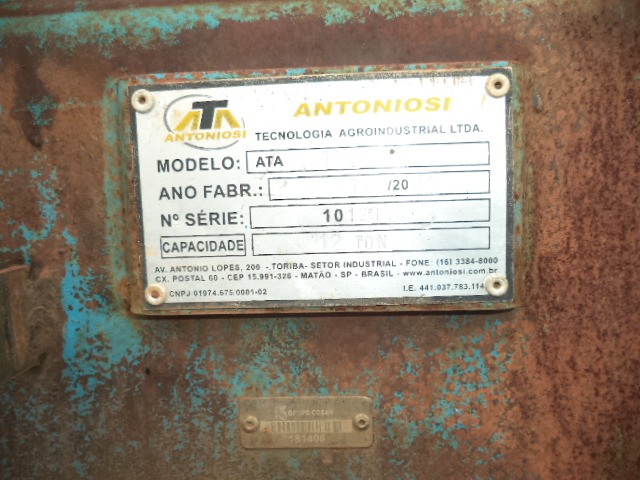 ATA
ANTONIOSI
ANTONIOSI
TECNOLOGIA AGROINDUSTRIAL LTDA.
MODELO: ATA
ANO FABR.: /20
Nº SÉRIE: 10
CAPACIDADE 12 TON
AV. ANTONIO LOPES, 200 - TORIBA- SETOR INDUSTRIAL - FONE: (16) 3384-8000
CX. POSTAL 60 - CEP 15.991-326 - MATÃO - SP - BRASIL - www.antoniosi.com.br
CNPJ 01974.675/0001-02 I.E. 441.037.783.114
GRUPO COSAN
181406